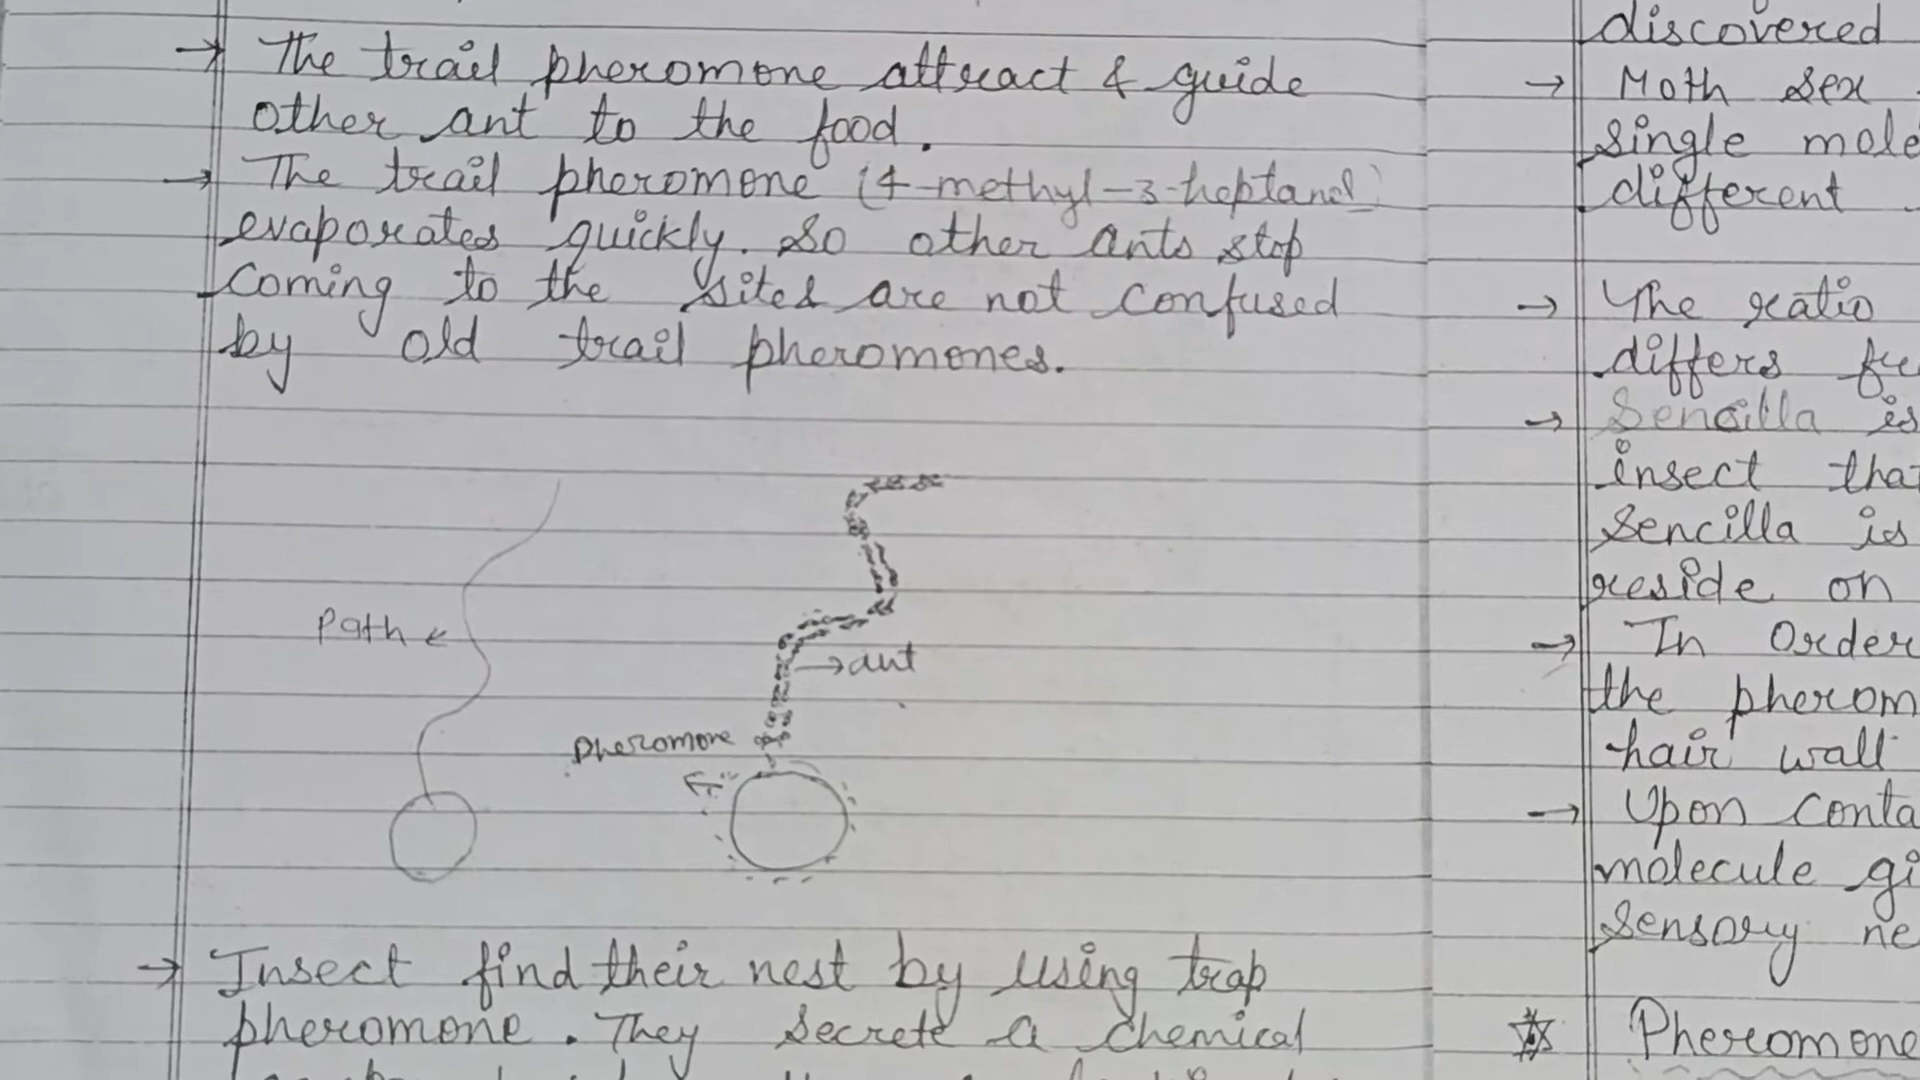 → The trail pheromone attract & guide
other ant to the food.
→ The trail pheromone (4-methyl-3-heptanol)
evaporates quickly. So other ants stop
coming to the sites are not confused
by old trail pheromones.
Path
→ ant
Pheromone
→ Insect find their nest by using trap
pheromone. They secrete a chemical
discovered
→ Moth sex
single mole
different
→ The ratio
differs
→ Sencilla is
insect that
Sencilla is
reside on
→ In order
the pherom
hair wall
→ Upon conta
molecule gi
sensory ne
Pheromone